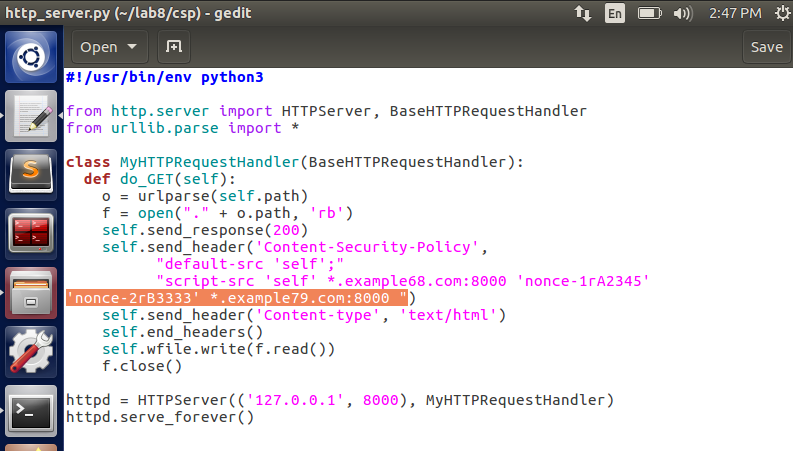 http_server.py (~/lab8/csp) - gedit
En
2:47 PM
Open
Save
#!/usr/bin/env python3
from http.server import HTTPServer, BaseHTTPRequestHandler
from urllib.parse import *
class MyHTTPRequestHandler(BaseHTTPRequestHandler):
  def do_GET(self):
    o = urlparse(self.path)
    f = open("." + o.path, 'rb')
    self.send_response(200)
    self.send_header('Content-Security-Policy',
          "default-src 'self';"
          "script-src 'self' *.example68.com:8000 'nonce-1rA2345'
'nonce-2rB3333' *.example79.com:8000 ")
    self.send_header('Content-type', 'text/html')
    self.end_headers()
    self.wfile.write(f.read())
    f.close()
httpd = HTTPServer(('127.0.0.1', 8000), MyHTTPRequestHandler)
httpd.serve_forever()